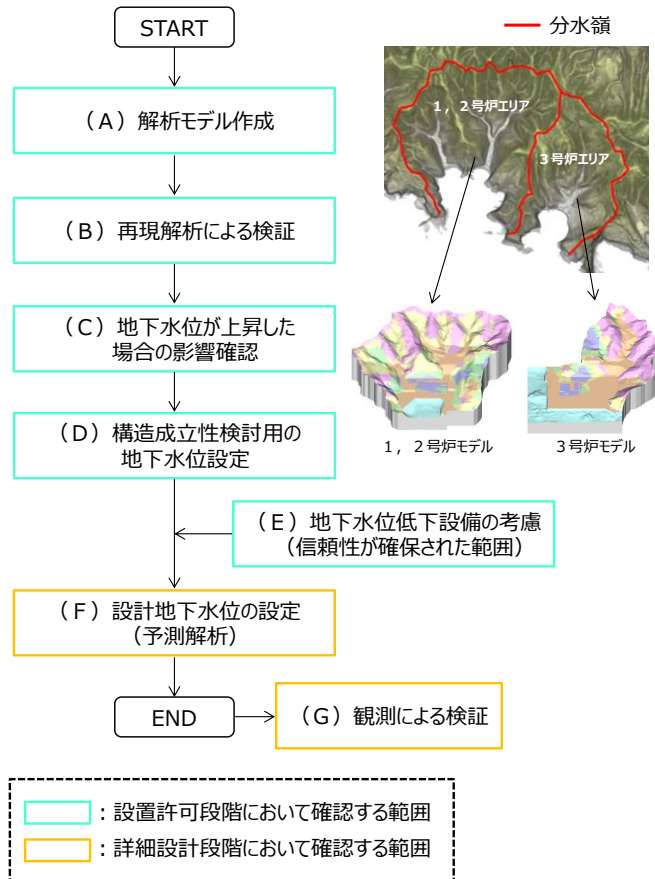 START
（A）解析モデル作成
（B）再現解析による検証
（C）地下水位が上昇した
場合の影響確認
（D）構造成立性検討用の
地下水位設定
（E）地下水位低下設備の考慮
（信頼性が確保された範囲）
（F）設計地下水位の設定
（予測解析）
END
（G）観測による検証
分水嶺
1，2号炉エリア
3号炉エリア
1，2号炉モデル
3号炉モデル
：設置許可段階において確認する範囲
：詳細設計段階において確認する範囲